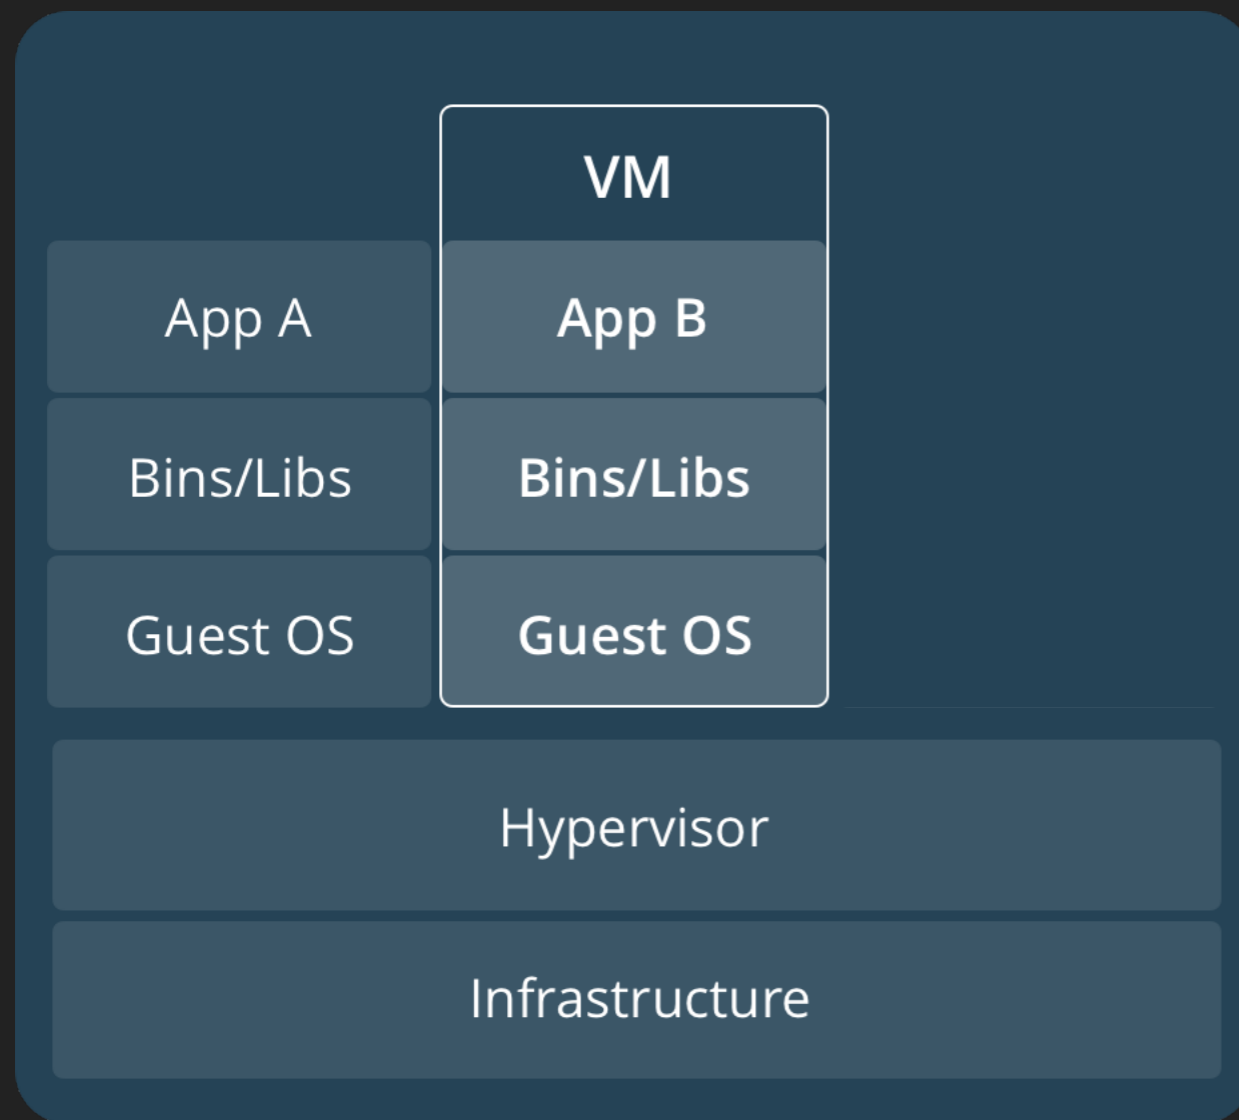 VM
App A
App B
Bins/Libs
Bins/Libs
Guest OS
Guest OS
Hypervisor
Infrastructure